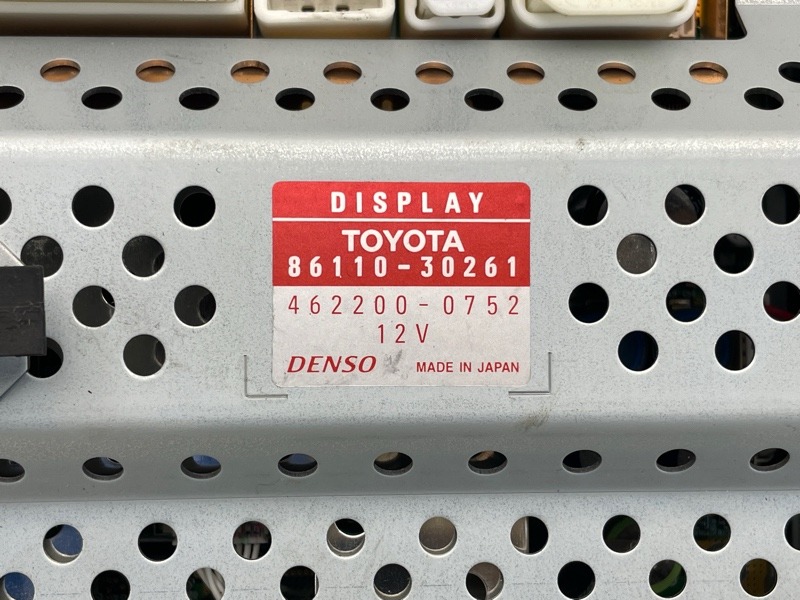 DISPLAY
TOYOTA
86110-30261
462200-0752
12V
DENSO MADE IN JAPAN